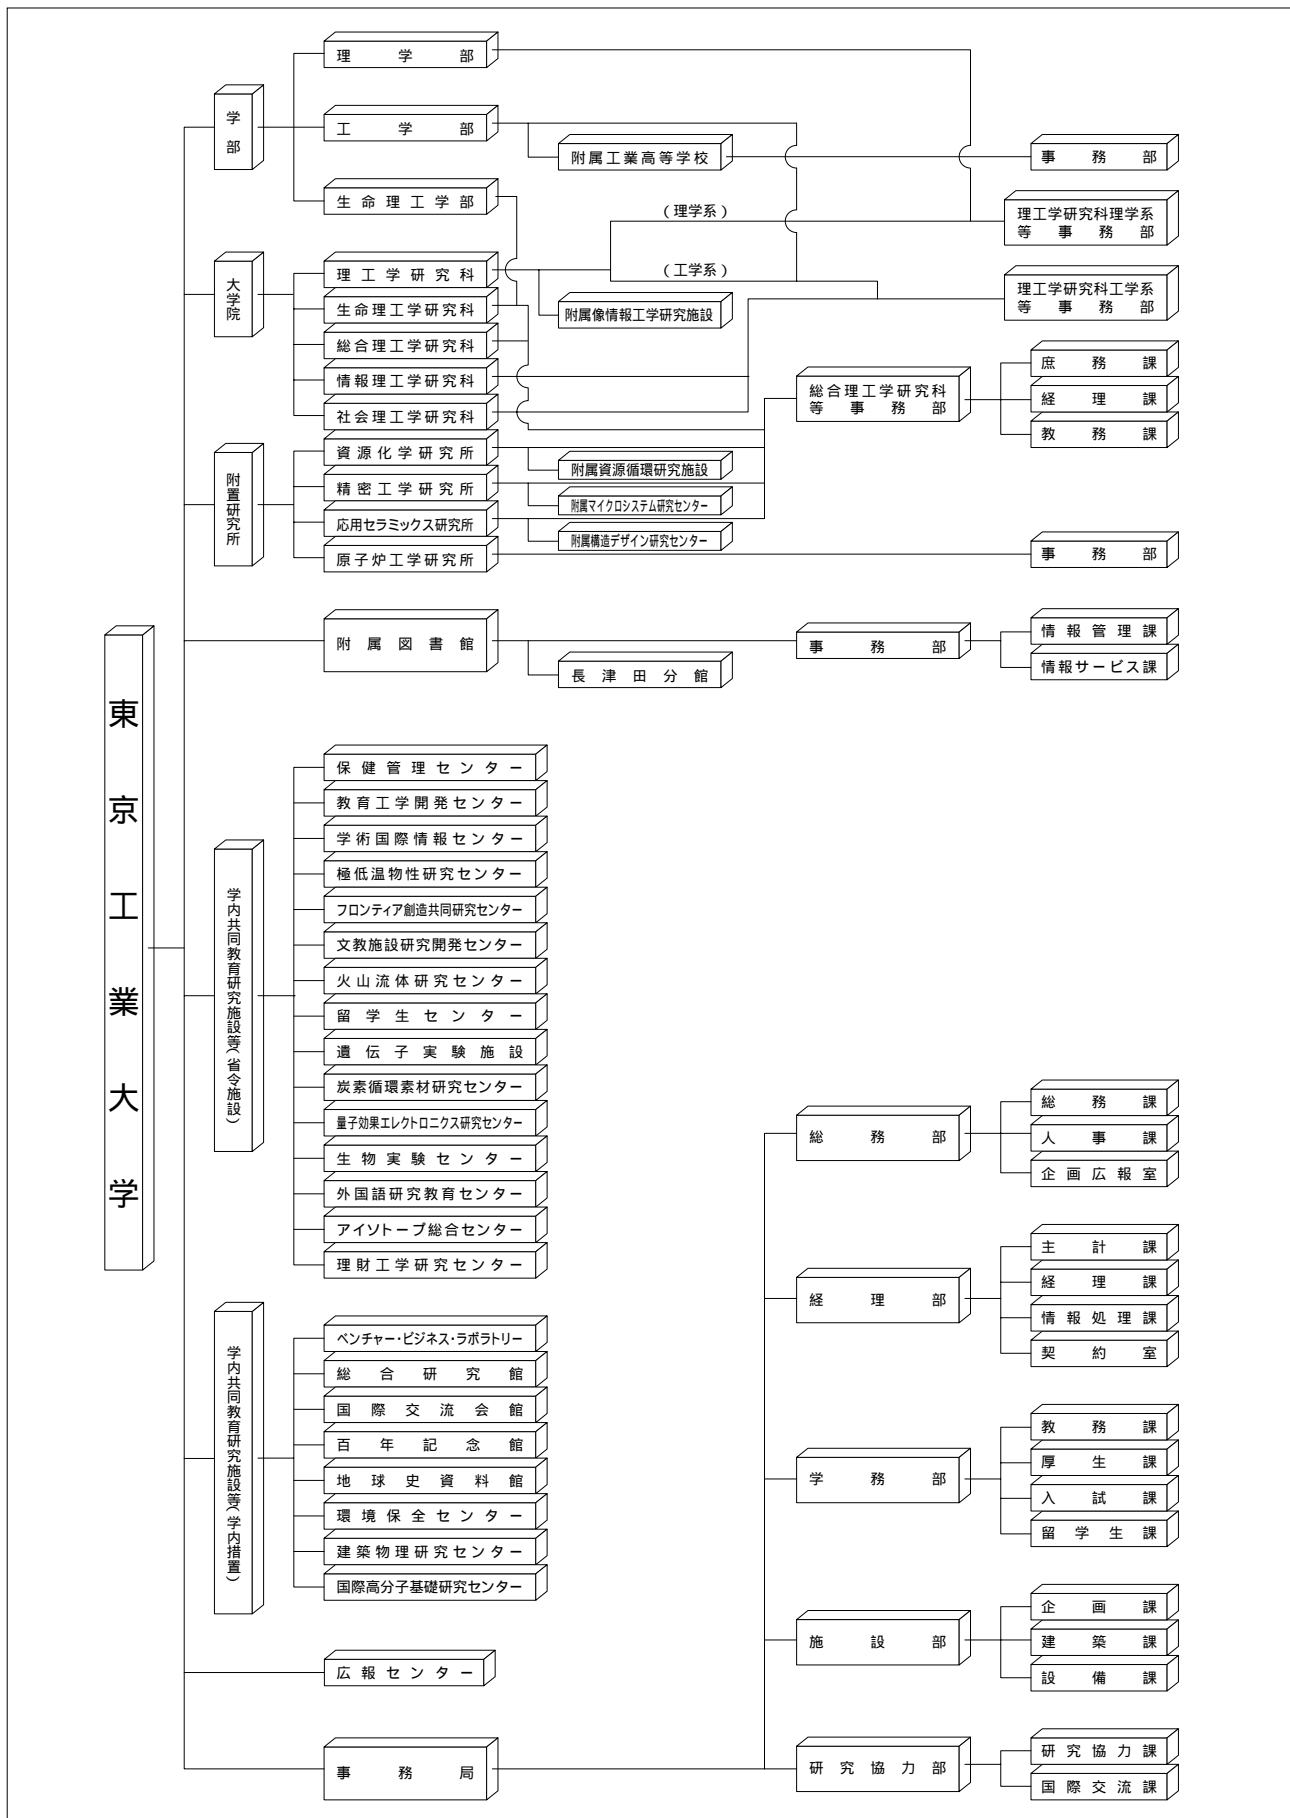 東京工業大学
学部
理学部
工学部
附属工業高等学校
事務部
生命理工学部
(理学系)
理工学研究科理学系
等事務部
大学院
理工学研究科
(工学系)
附属像情報工学研究施設
理工学研究科工学系
等事務部
生命理工学研究科
総合理工学研究科
情報理工学研究科
社会理工学研究科
総合理工学研究科
等事務部
庶務課
経理課
教務課
附置研究所
資源化学研究所
附属資源循環研究施設
精密工学研究所
附属マイクロシステム研究センター
応用セラミックス研究所
附属構造デザイン研究センター
原子炉工学研究所
事務部
附属図書館
長津田分館
事務部
情報管理課
情報サービス課
学内共同教育研究施設等(省令施設)
保健管理センター
教育工学開発センター
学術国際情報センター
極低温物性研究センター
フロンティア創造共同研究センター
文教施設研究開発センター
火山流体研究センター
留学生センター
遺伝子実験施設
炭素循環素材研究センター
量子効果エレクトロニクス研究センター
生物実験センター
外国語研究教育センター
アイソトープ総合センター
理財工学研究センター
学内共同教育研究施設等(学内措置)
ベンチャー・ビジネス・ラボラトリー
総合研究館
国際交流会館
百年記念館
地球史資料館
環境保全センター
建築物理研究センター
国際高分子基礎研究センター
広報センター
事務局
総務部
総務課
人事課
企画広報室
経理部
主計課
経理課
情報処理課
契約室
学務部
教務課
厚生課
入試課
留学生課
施設部
企画課
建築課
設備課
研究協力部
研究協力課
国際交流課